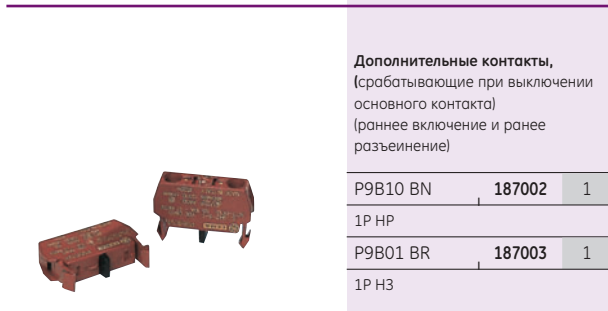 Дополнительные контакты,
(срабатывающие при выключении
основного контакта)
(раннее включение и ранее
разъеинение)
P9B10 BN 187002 1
1P HP
P9B01 BR 187003 1
1P H3